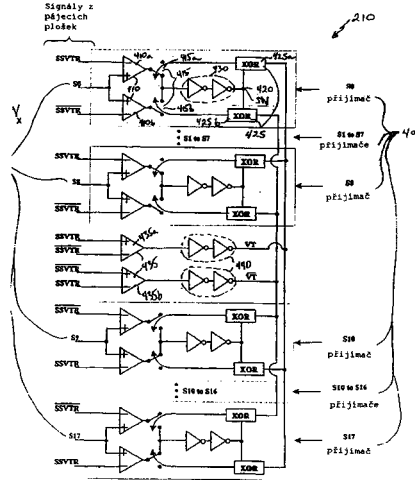 Signály z
pájecích
plošek
210
SSVTR
410a
415a
XOR
425a
S0
410
415
430
420
SW
S0
přijímač
SSVTR
410b
415b
425b
XOR
425
S1 to S7
S1 to S7
přijímače
40
Vx
SSVTR
XOR
S8
S8
přijímač
SSVTR
XOR
SSVTR
435a
VT
SSVTR
435
440
SSVTR
VT
SSVTR
435b
SSVTR
XOR
S9
S10
přijímač
SSVTR
XOR
S10 to S16
S10 to S16
přijímače
SSVTR
XOR
S17
S17
přijímač
SSVTR
XOR